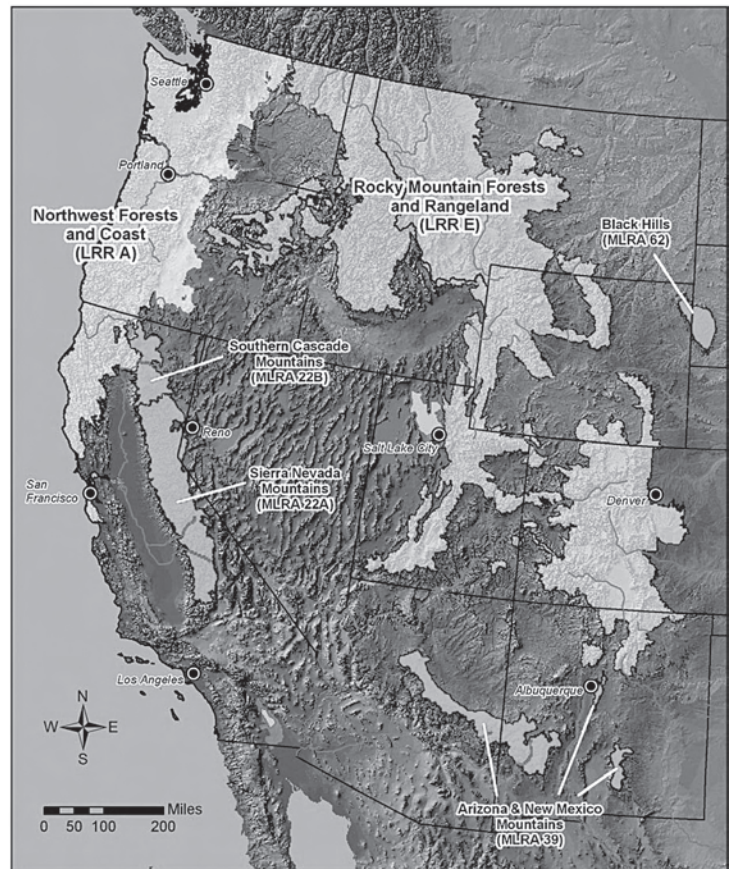 Seattle
Portland
Northwest Forests
and Coast
(LRR A)
Rocky Mountain Forests
and Rangeland
(LRR E)
Black Hills
(MLRA 62)
Southern Cascade
Mountains
(MLRA 22B)
Reno
Salt Lake City
Sierra Nevada
Mountains
(MLRA 22A)
San
Francisco
Denver
Los Angeles
Albuquerque
N
W E
S
Miles
0 50 100 200
Arizona & New Mexico
Mountains
(MLRA 39)